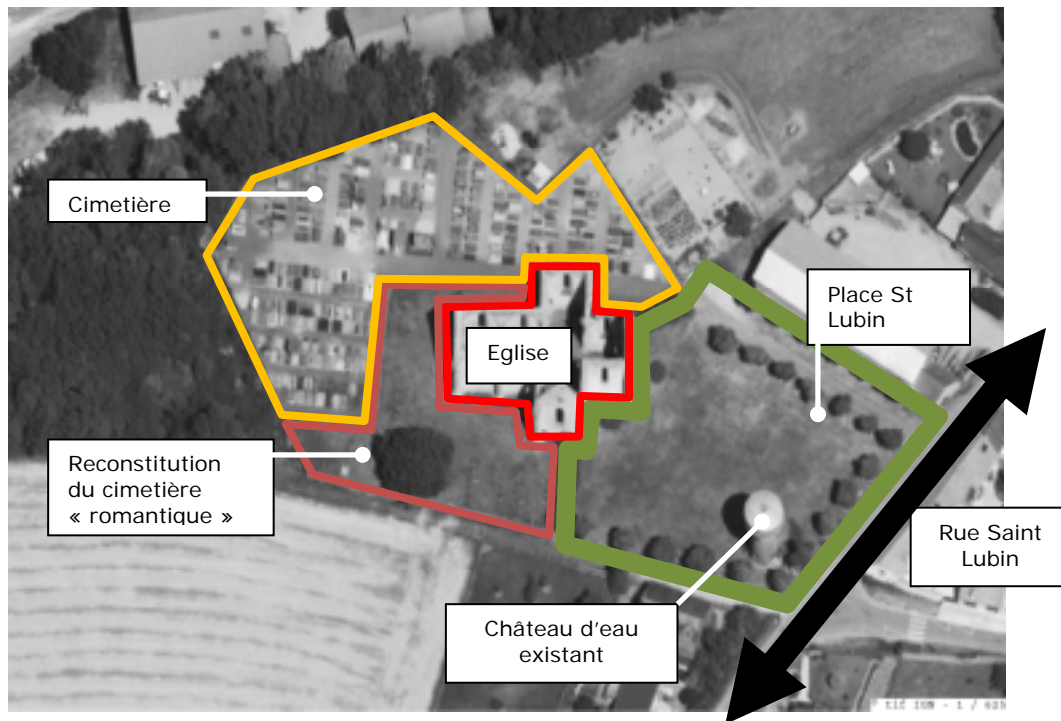 Cimetière
Place St
Lubin
Eglise
Reconstitution
du cimetière
« romantique »
Rue Saint
Lubin
Château d'eau
existant